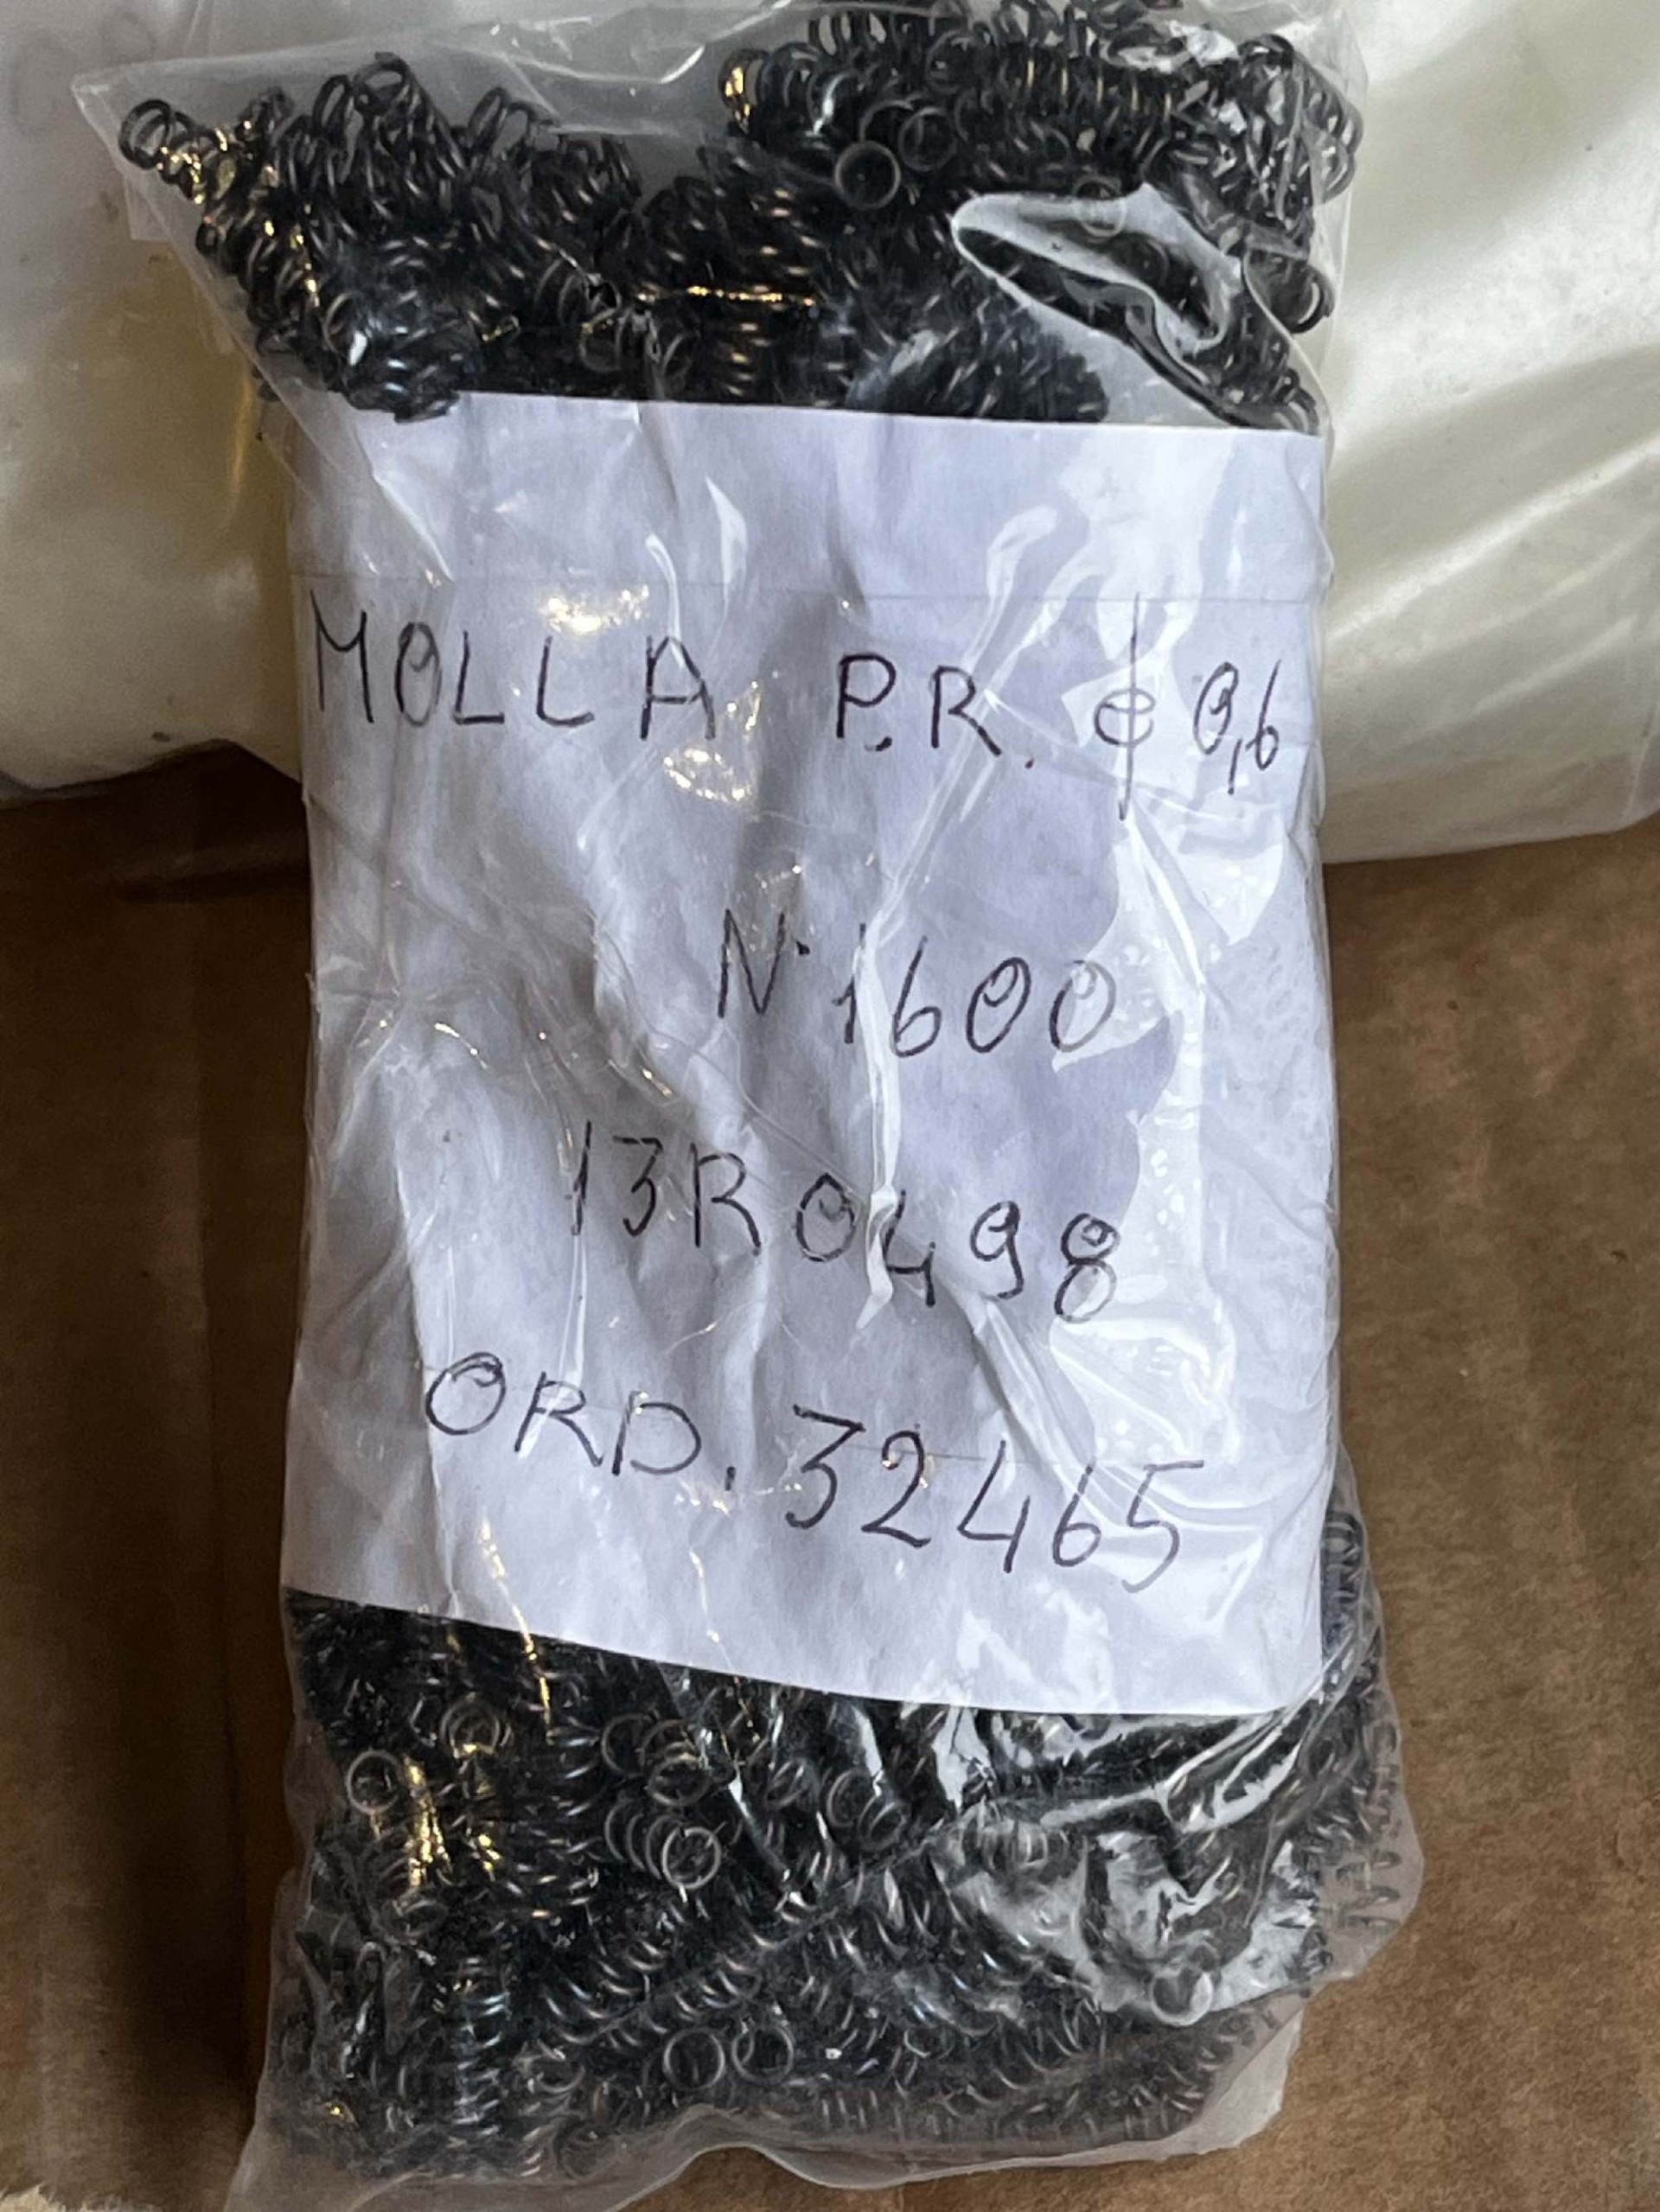 MOLLA P.R. ϕ 0,6
N. 1600
13R0498
ORD. 32465